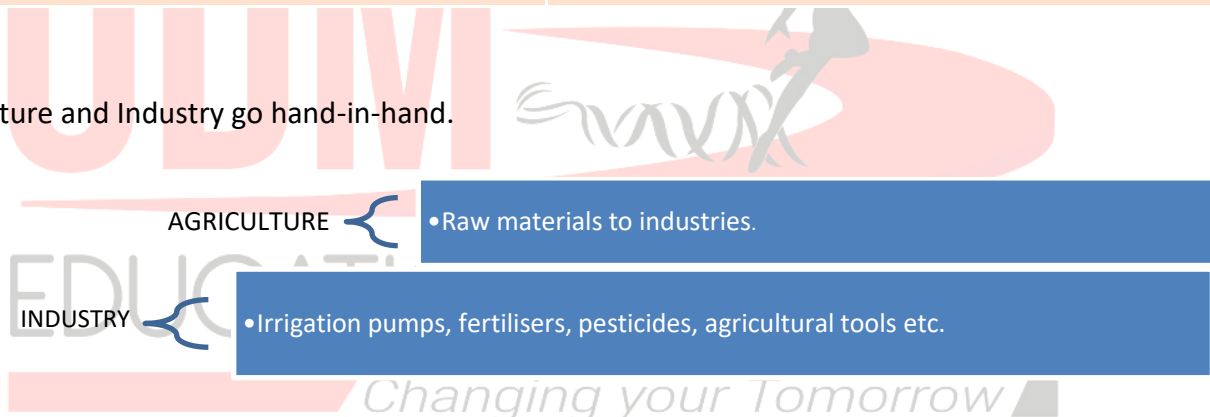 ture and Industry go hand-in-hand.
AGRICULTURE
•Raw materials to industries.
INDUSTRY
•Irrigation pumps, fertilisers, pesticides, agricultural tools etc.
Changing your Tomorrow